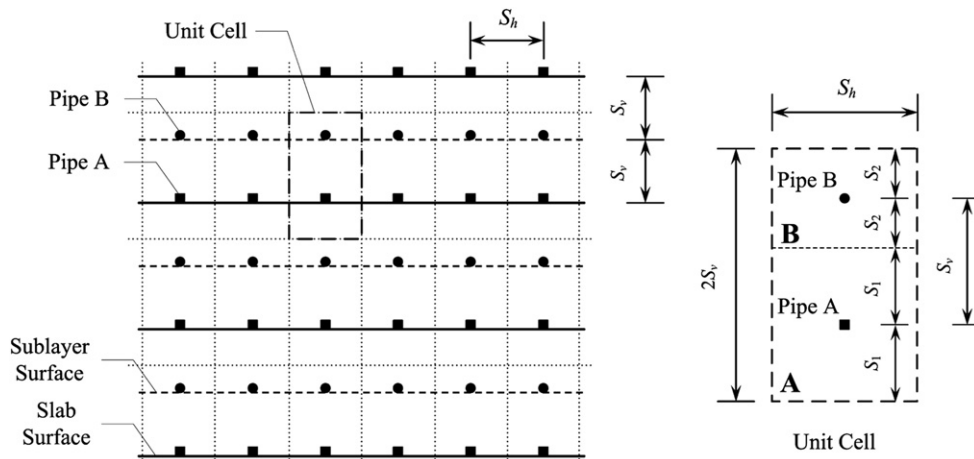 Unit Cell
S_h
Pipe B
Pipe A
S_v
S_v
Sublayer
Surface
Slab
Surface
S_h
2S_v
Pipe B
B
Pipe A
A
S_2
S_2
S_1
S_1
S_v
Unit Cell